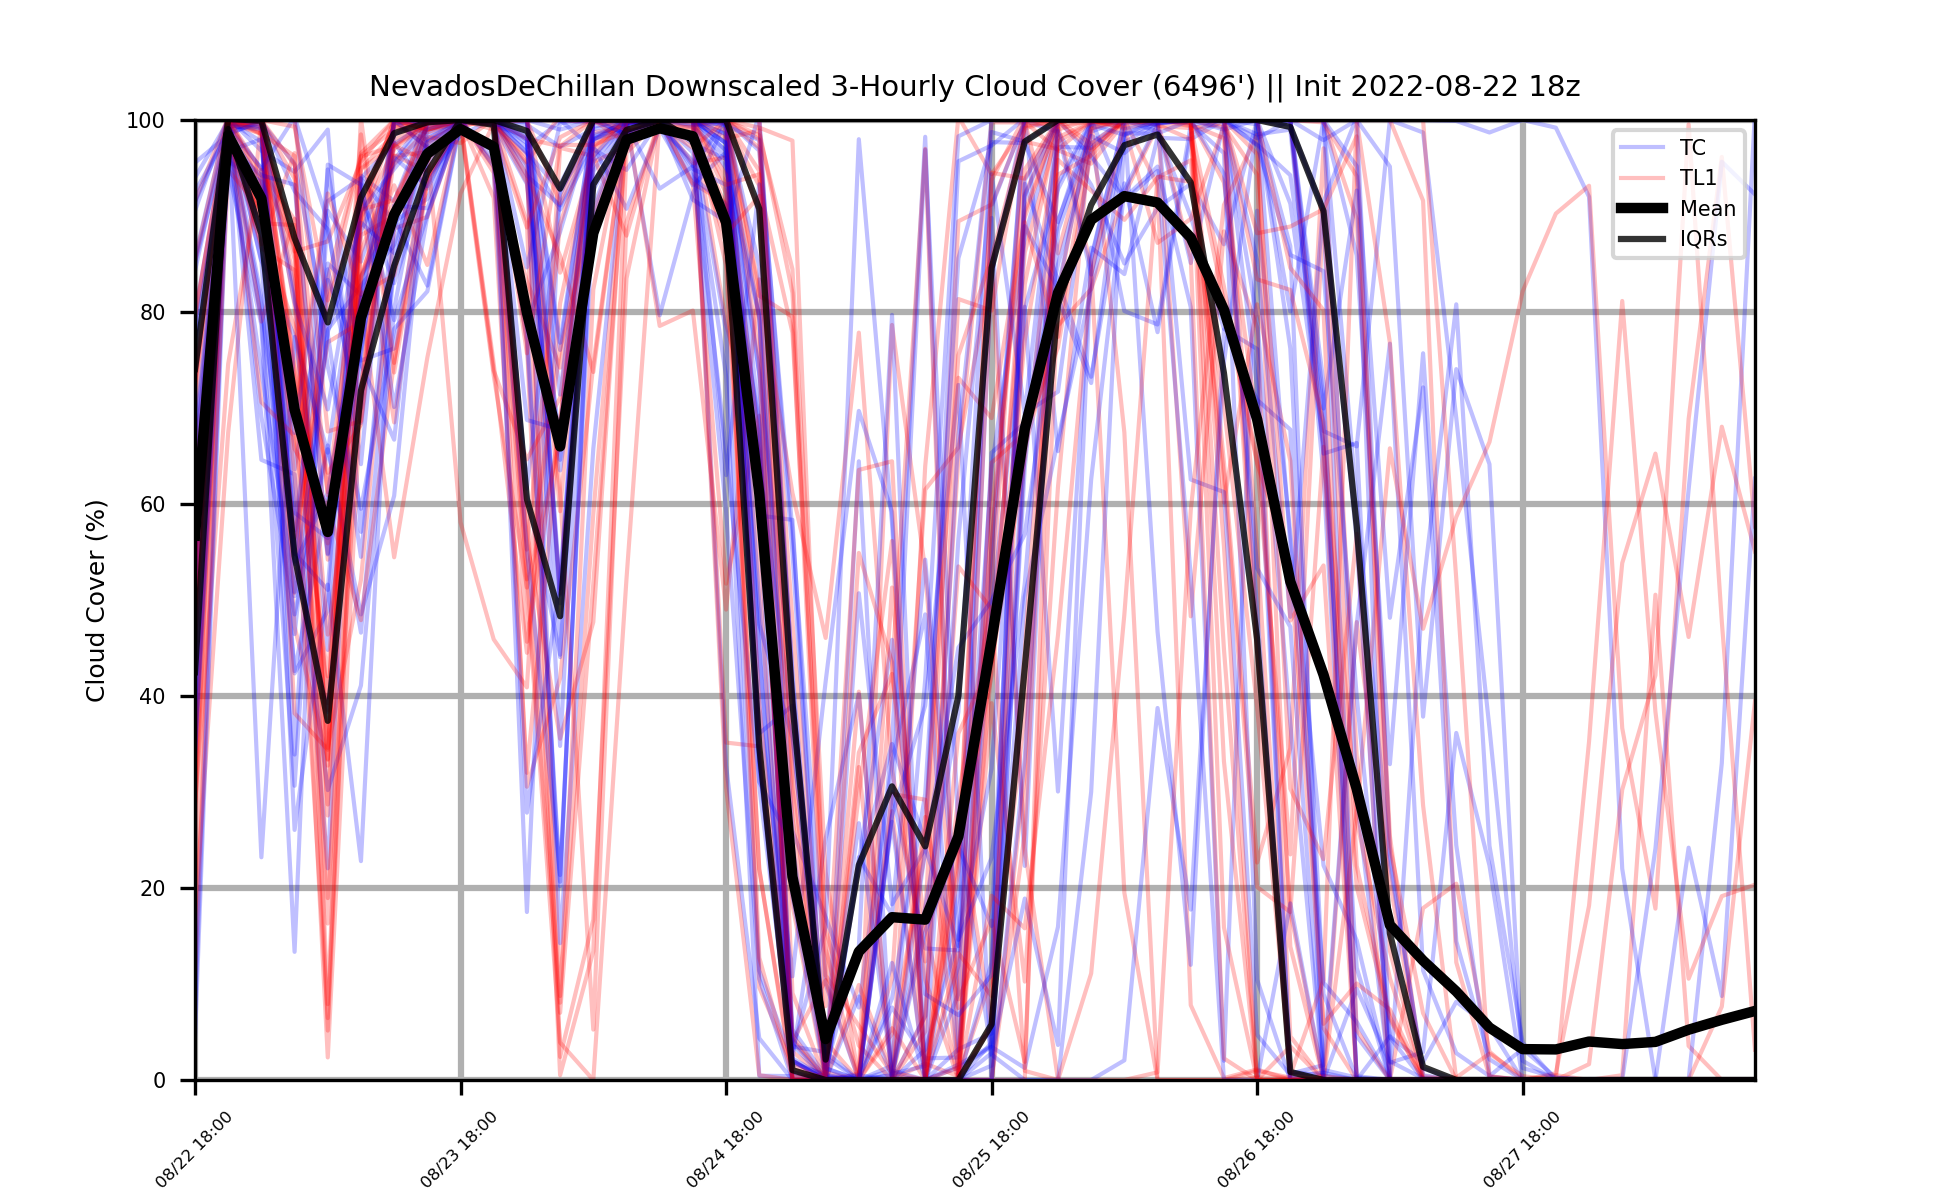 NevadosDeChillan Downscaled 3-Hourly Cloud Cover (6496') || Init 2022-08-22 18z
100
80
60
40
20
0
Cloud Cover (%)
TC
TL1
Mean
IQRs
08/22 18:00
08/23 18:00
08/24 18:00
08/25 18:00
08/26 18:00
08/27 18:00